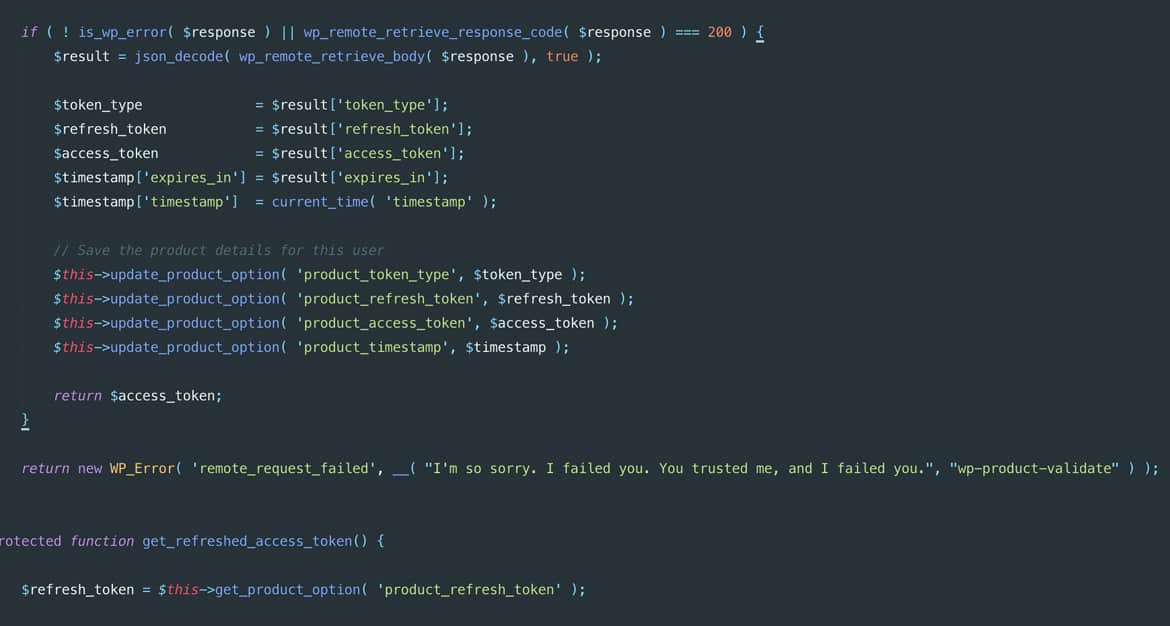 if ( ! is_wp_error( $response ) || wp_remote_retrieve_response_code( $response ) === 200 ) {
$result = json_decode( wp_remote_retrieve_body( $response ), true );
$token_type = $result['token_type'];
$refresh_token = $result['refresh_token'];
$access_token = $result['access_token'];
$timestamp['expires_in'] = $result['expires_in'];
$timestamp['timestamp'] = current_time( 'timestamp' );
// Save the product details for this user
$this->update_product_option( 'product_token_type', $token_type );
$this->update_product_option( 'product_refresh_token', $refresh_token );
$this->update_product_option( 'product_access_token', $access_token );
$this->update_product_option( 'product_timestamp', $timestamp );
return $access_token;
}
return new WP_Error( 'remote_request_failed', __( "I'm so sorry. I failed you. You trusted me, and I failed you.", "wp-product-validate" ) );
rotected function get_refreshed_access_token() {
$refresh_token = $this->get_product_option( 'product_refresh_token' );